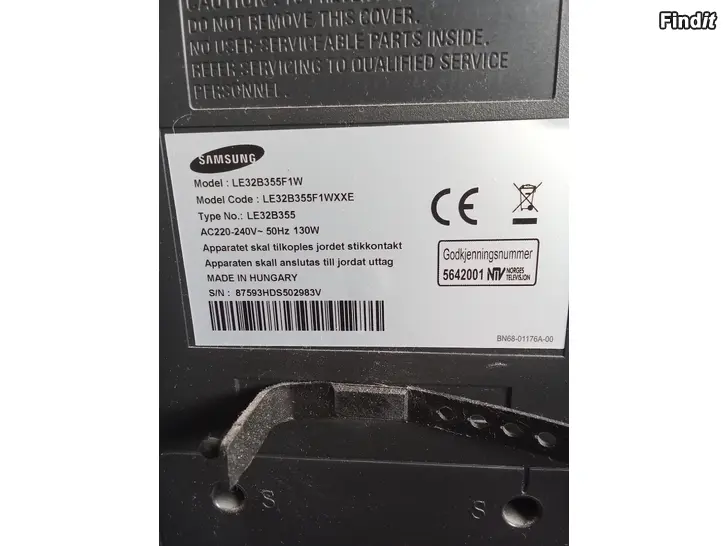 Findit
DO NOT REMOVE THIS COVER.
NO USER-SERVICEABLE PARTS INSIDE.
REFER SERVICING TO QUALIFIED SERVICE
PERSONNEL.
SAMSUNG
Model : LE32B355F1W
Model Code : LE32B355F1WXXE
Type No.: LE32B355
AC220-240V~ 50Hz 130W
Apparatet skal tilkoples jordet stikkontakt
Apparaten skall anslutas till jordat uttag
MADE IN HUNGARY
S/N : 87593HDS502983V
CE
Godkjenningsnummer
5642001 NTV NORGES
TELEVISJON
BN68-01176A-00
S
S